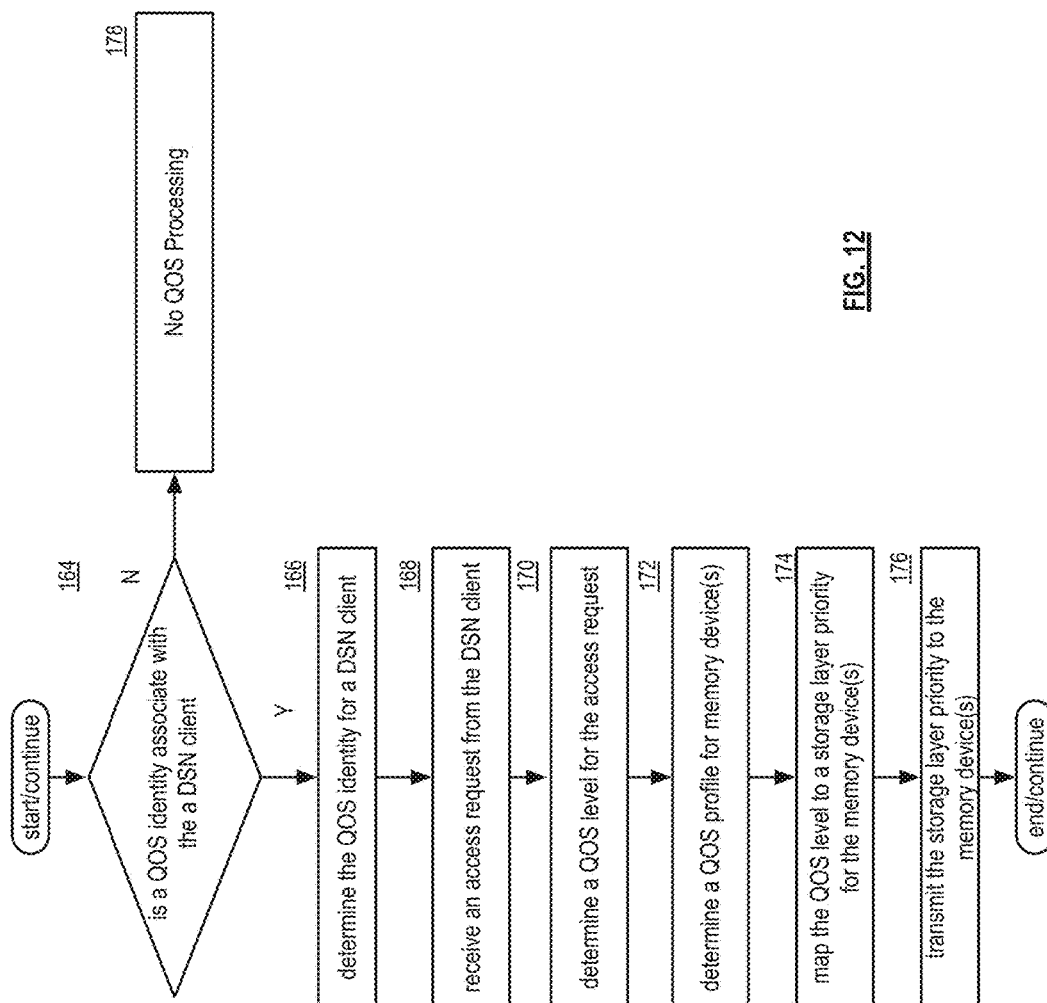 start/continue
164
is a QOS identity associate with
the a DSN client
N
178
No QOS Processing
Y
166
determine the QOS identity for a DSN client
168
receive an access request from the DSN client
170
determine a QOS level for the access request
172
determine a QOS profile for memory device(s)
174
map the QOS level to a storage layer priority
for the memory device(s)
176
transmit the storage layer priority to the
memory device(s)
end/continue
FIG. 12